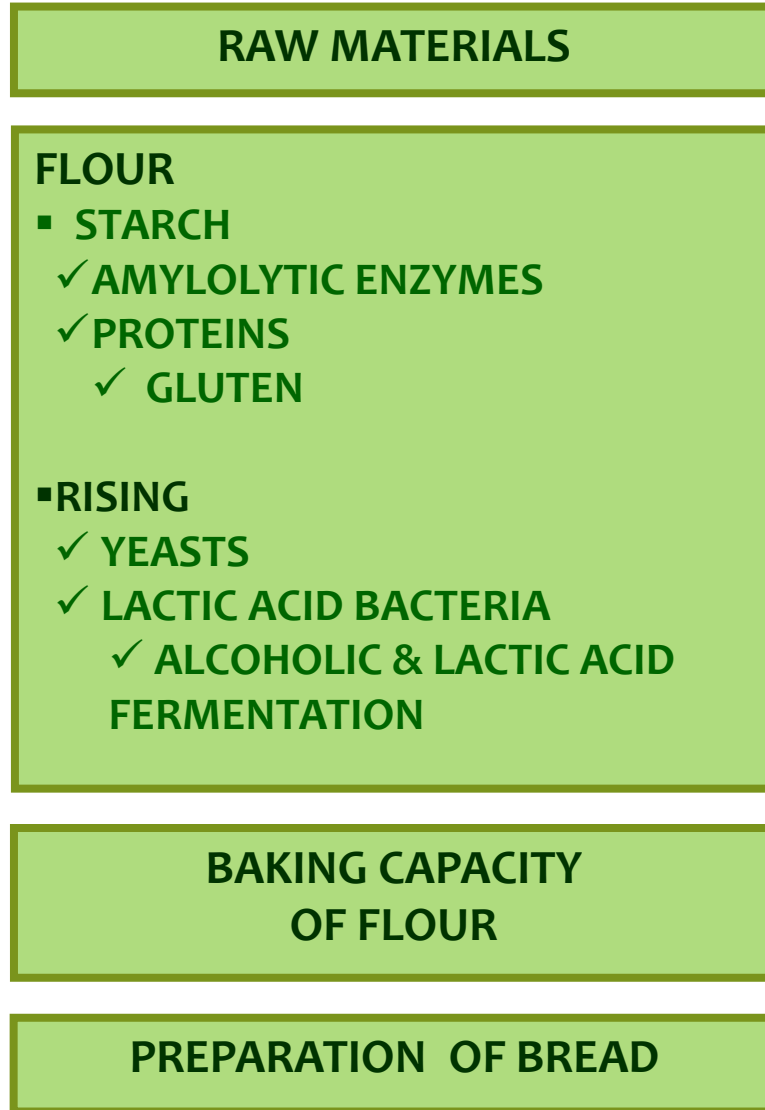 RAW MATERIALS
FLOUR
▪ STARCH
✓AMYLOLYTIC ENZYMES
✓PROTEINS
✓ GLUTEN
▪RISING
✓ YEASTS
✓ LACTIC ACID BACTERIA
✓ ALCOHOLIC & LACTIC ACID
FERMENTATION
BAKING CAPACITY
OF FLOUR
PREPARATION OF BREAD